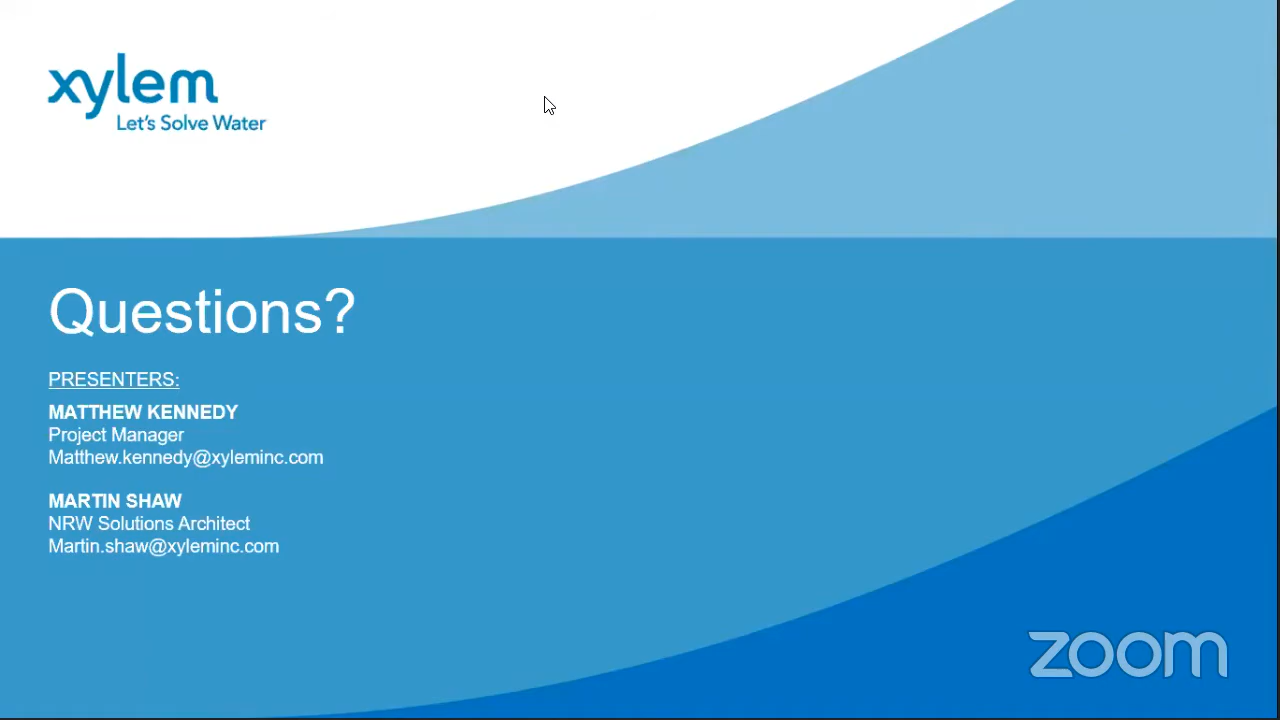 xylem
Let's Solve Water
Questions?
PRESENTERS:
MATTHEW KENNEDY
Project Manager
Matthew.kennedy@xyleminc.com
MARTIN SHAW
NRW Solutions Architect
Martin.shaw@xyleminc.com
zoom